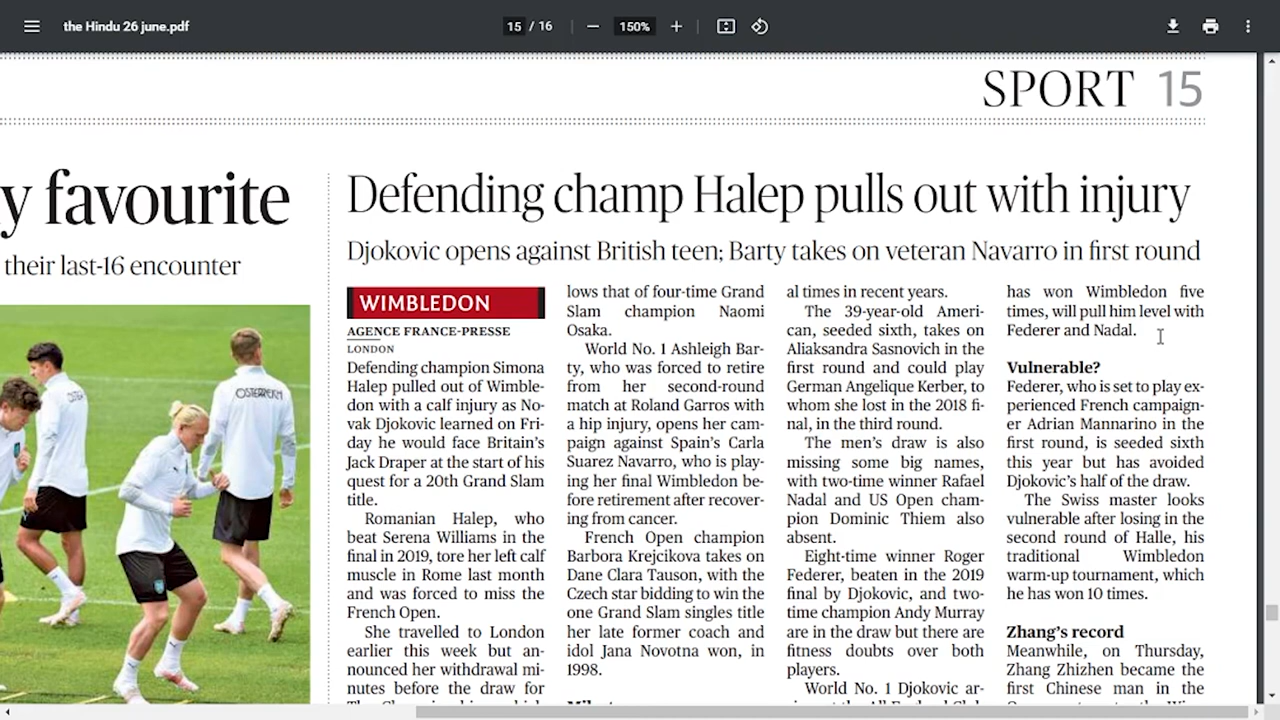 the Hindu 26 june.pdf
15 / 16
150%
SPORT 15
y favourite
their last-16 encounter
Defending champ Halep pulls out with injury
Djokovic opens against British teen; Barty takes on veteran Navarro in first round
WIMBLEDON
AGENCE FRANCE-PRESSE
LONDON
Defending champion Simona
Halep pulled out of Wimble-
don with a calf injury as No-
vak Djokovic learned on Fri-
day he would face Britain's
Jack Draper at the start of his
quest for a 20th Grand Slam
title.
Romanian Halep, who
beat Serena Williams in the
final in 2019, tore her left calf
muscle in Rome last month
and was forced to miss the
French Open.
She travelled to London
earlier this week but an-
nounced her withdrawal mi-
nutes before the draw for
lows that of four-time Grand
Slam champion Naomi
Osaka.
World No. 1 Ashleigh Bar-
ty, who was forced to retire
from her second-round
match at Roland Garros with
a hip injury, opens her cam-
paign against Spain's Carla
Suarez Navarro, who is play-
ing her final Wimbledon be-
fore retirement after recover-
ing from cancer.
French Open champion
Barbora Krejcikova takes on
Dane Clara Tauson, with the
Czech star bidding to win the
one Grand Slam singles title
her late former coach and
idol Jana Novotna won, in
1998.
al times in recent years.
The 39-year-old Ameri-
can, seeded sixth, takes on
Aliaksandra Sasnovich in the
first round and could play
German Angelique Kerber, to
whom she lost in the 2018 fi-
nal, in the third round.
The men's draw is also
missing some big names,
with two-time winner Rafael
Nadal and US Open cham-
pion Dominic Thiem also
absent.
Eight-time winner Roger
Federer, beaten in the 2019
final by Djokovic, and two-
time champion Andy Murray
are in the draw but there are
fitness doubts over both
players.
World No. 1 Djokovic ar-
has won Wimbledon five
times, will pull him level with
Federer and Nadal.
Vulnerable?
Federer, who is set to play ex-
perienced French campaign-
er Adrian Mannarino in the
first round, is seeded sixth
this year but has avoided
Djokovic's half of the draw.
The Swiss master looks
vulnerable after losing in the
second round of Halle, his
traditional Wimbledon
warm-up tournament, which
he has won 10 times.
Zhang's record
Meanwhile, on Thursday,
Zhang Zhizhen became the
first Chinese man in the